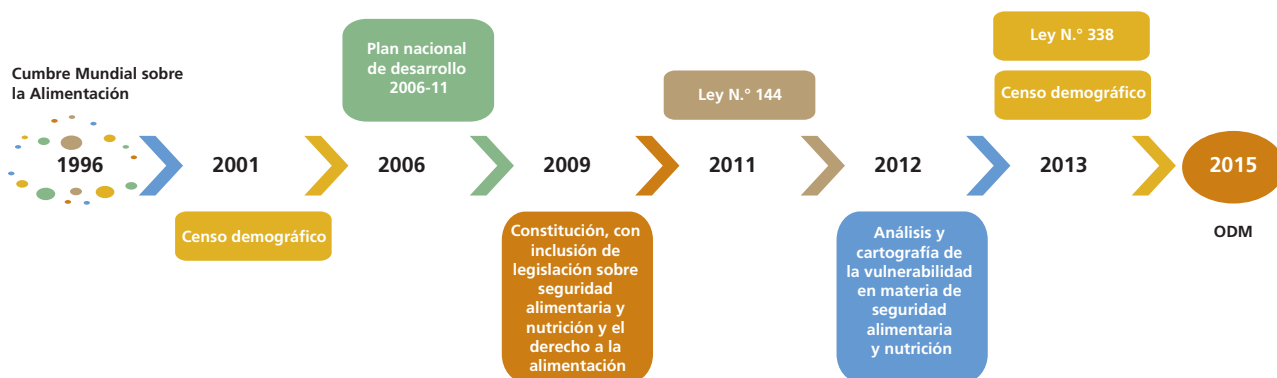 Cumbre Mundial sobre
la Alimentación
1996
2001
Censo demográfico
Plan nacional
de desarrollo
2006-11
2006
2009
Constitución, con
inclusión de
legislación sobre
seguridad
alimentaria y
nutrición y el
derecho a la
alimentación
Ley N.° 144
2011
2012
Análisis y
cartografía de
la vulnerabilidad
en materia de
seguridad
alimentaria
y nutrición
Ley N.° 338
Censo demográfico
2013
2015
ODM